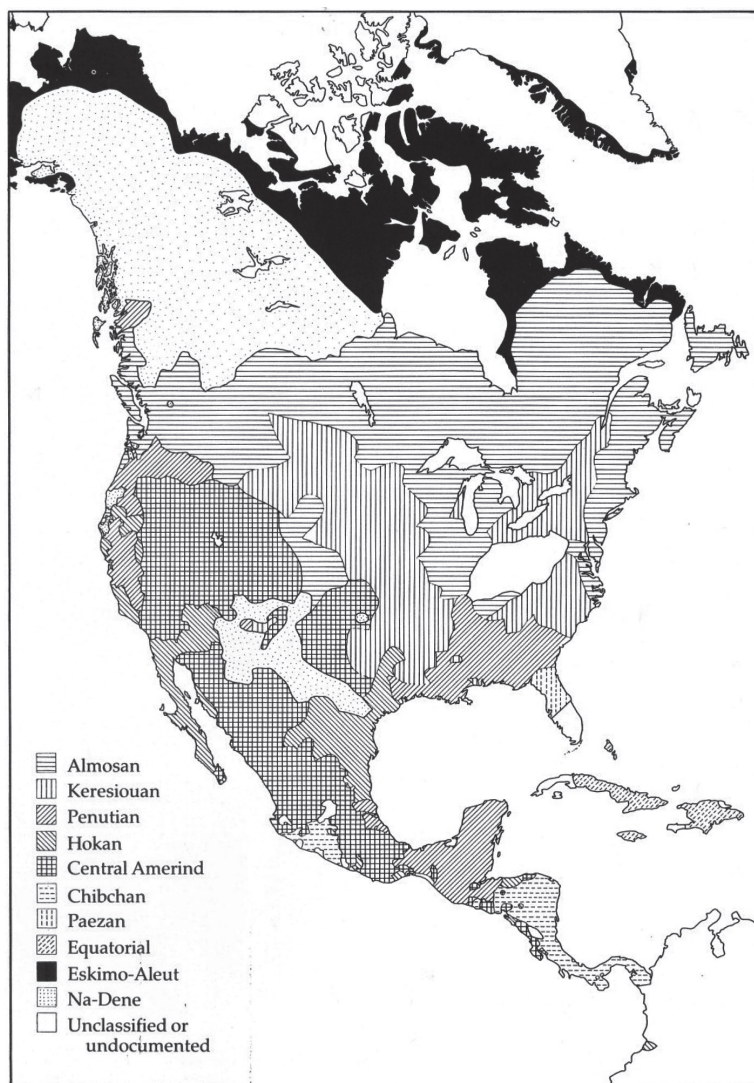 Almosan
Keresiouan
Penutian
Hokan
Central Amerind
Chibchan
Paezan
Equatorial
Eskimo-Aleut
Na-Dene
Unclassified or
undocumented